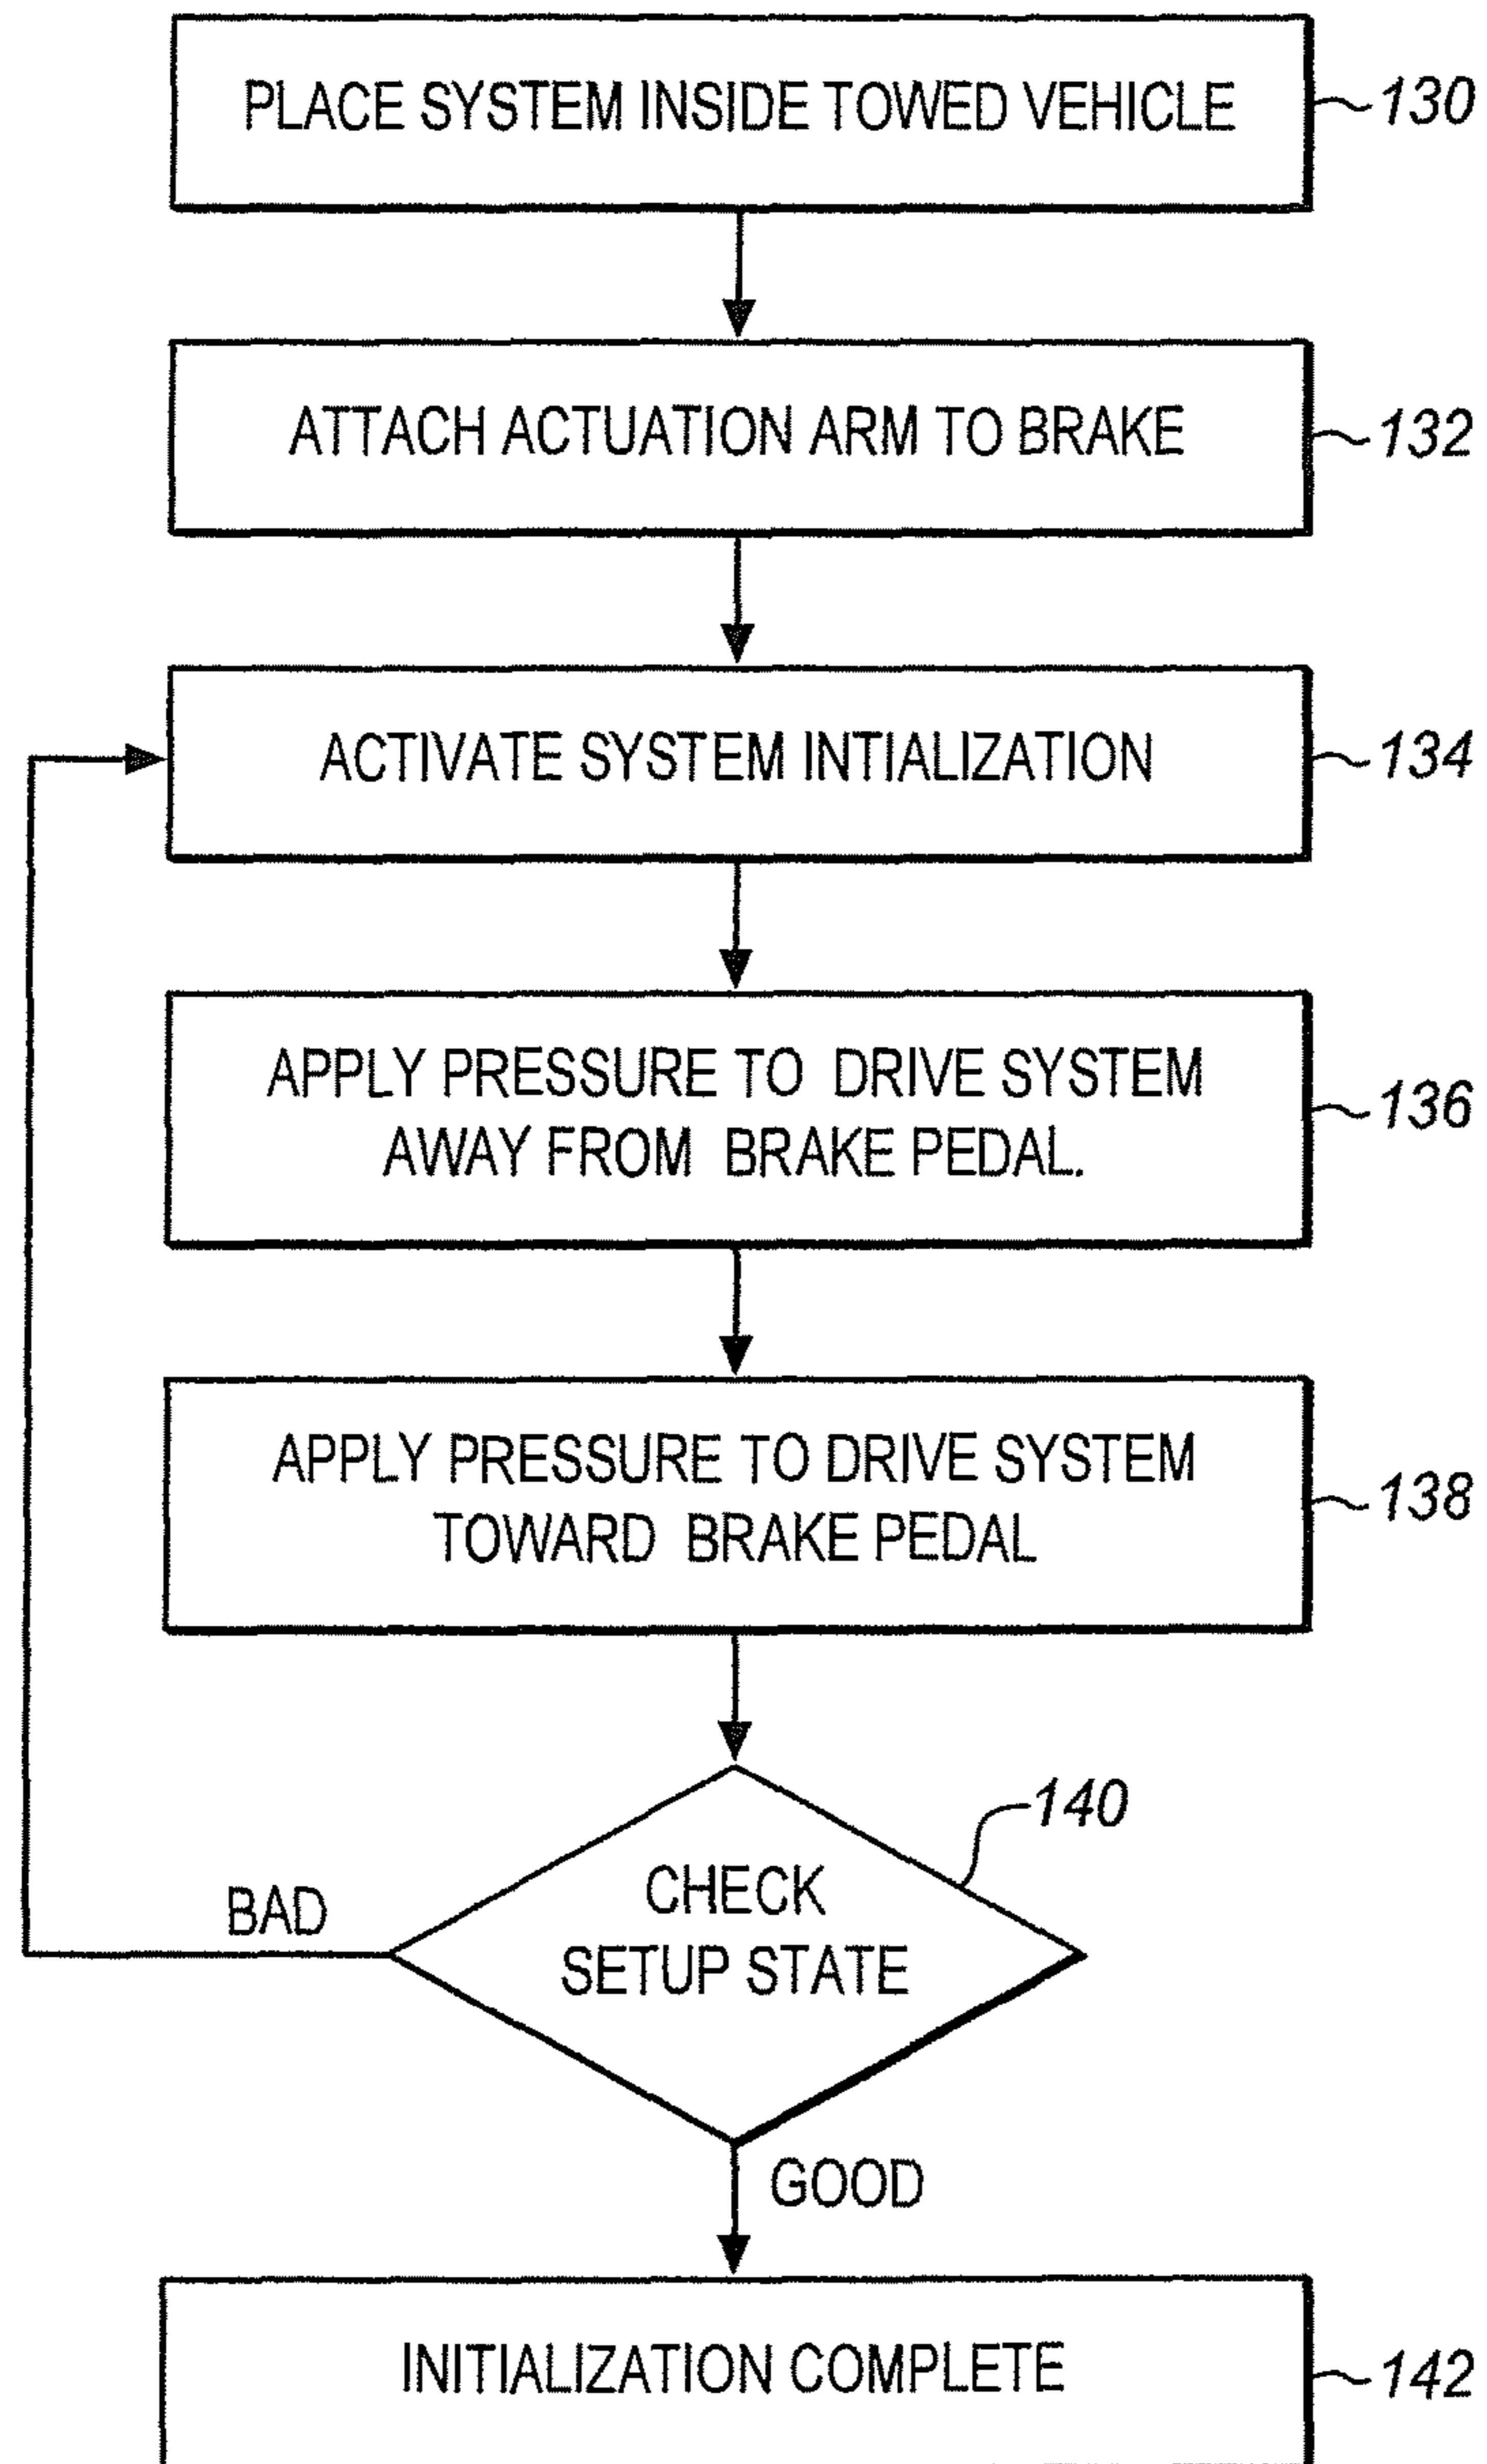 PLACE SYSTEM INSIDE TOWED VEHICLE
130
ATTACH ACTUATION ARM TO BRAKE
132
ACTIVATE SYSTEM INTIALIZATION
134
APPLY PRESSURE TO DRIVE SYSTEM
AWAY FROM BRAKE PEDAL.
136
APPLY PRESSURE TO DRIVE SYSTEM
TOWARD BRAKE PEDAL
138
140
CHECK
SETUP STATE
BAD
GOOD
INITIALIZATION COMPLETE
142